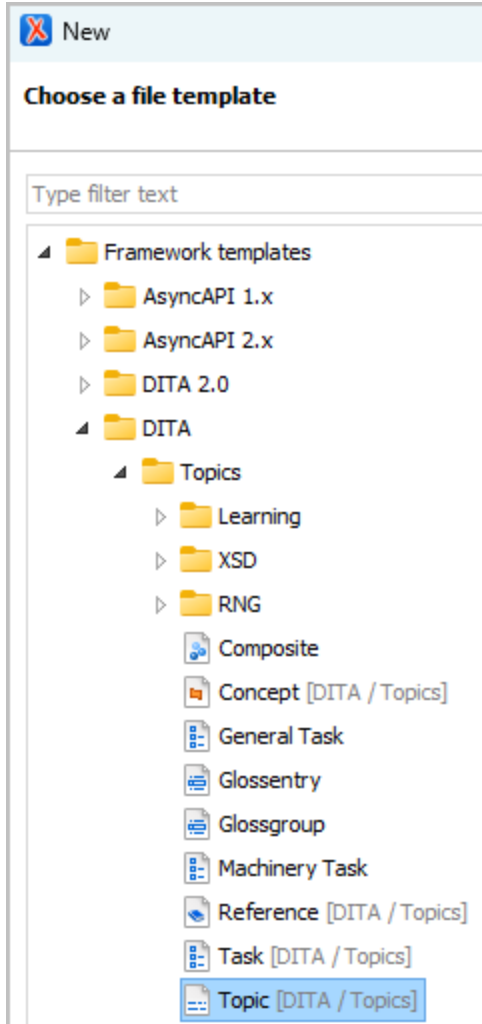 New
Choose a file template
Type filter text
Framework templates
AsyncAPI 1.x
AsyncAPI 2.x
DITA 2.0
DITA
Topics
Learning
XSD
RNG
Composite
Concept [DITA / Topics]
General Task
Glossentry
Glossgroup
Machinery Task
Reference [DITA / Topics]
Task [DITA / Topics]
Topic [DITA / Topics]